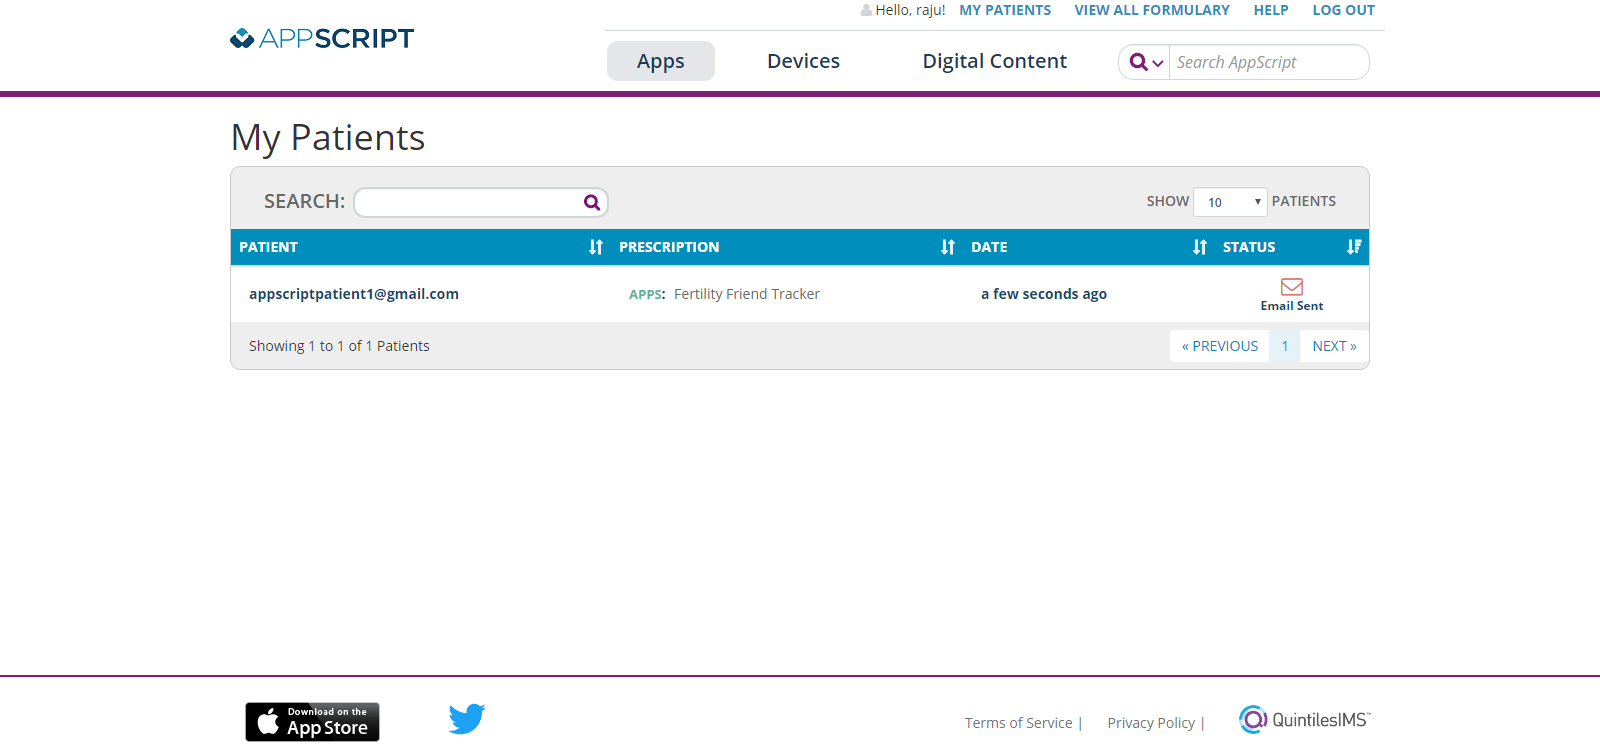 Hello, raju! MY PATIENTS VIEW ALL FORMULARY HELP LOG OUT
APPSCRIPT
Apps Devices Digital Content Search AppScript
My Patients
SEARCH: SHOW 10 PATIENTS
PATIENT PRESCRIPTION DATE STATUS
appscriptpatient1@gmail.com APPS: Fertility Friend Tracker a few seconds ago
Email Sent
Showing 1 to 1 of 1 Patients « PREVIOUS 1 NEXT »
Download on the
App Store
Terms of Service | Privacy Policy | QuintilesIMS™